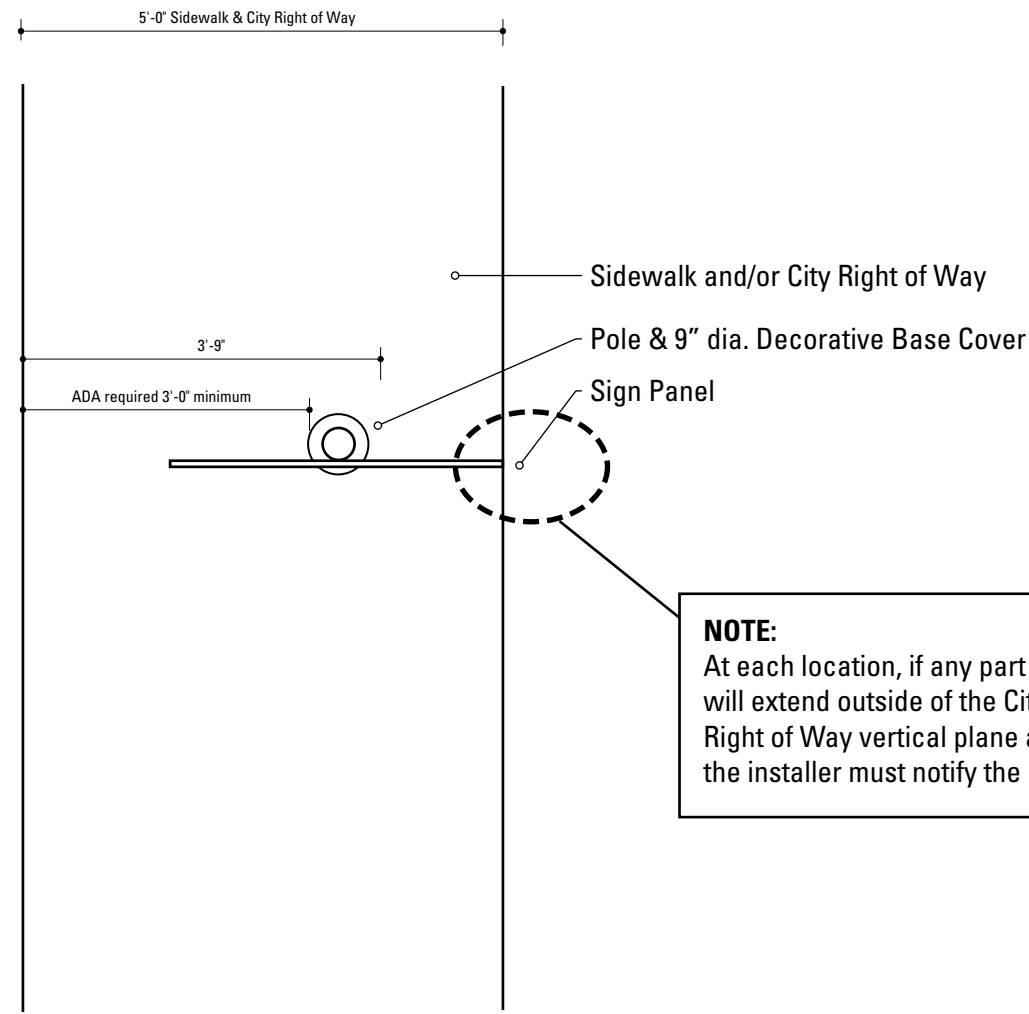 5'-0" Sidewalk & City Right of Way
Sidewalk and/or City Right of Way
3'-9"
Pole & 9” dia. Decorative Base Cover
ADA required 3'-0" minimum
Sign Panel
NOTE:
At each location, if any part
will extend outside of the
Right of Way vertical plane
the installer must notify the